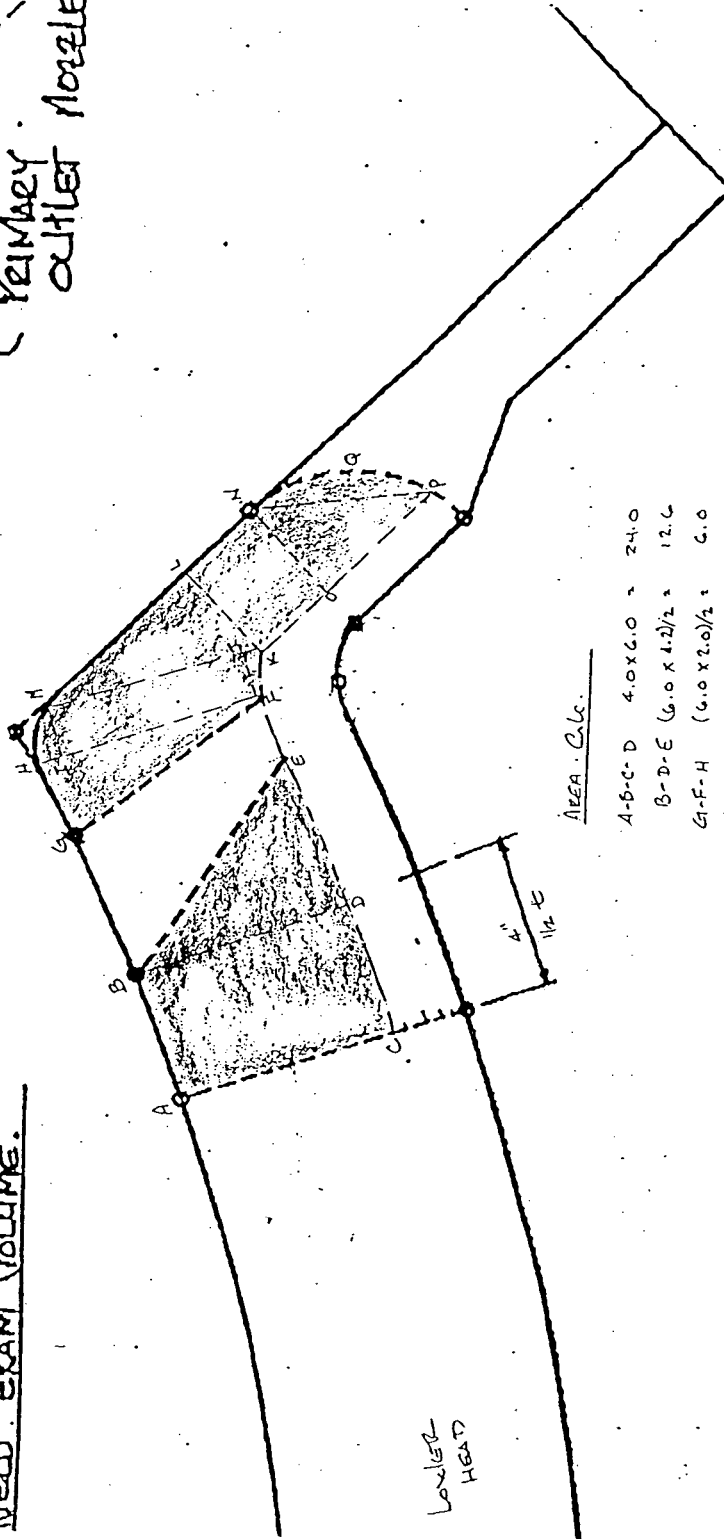 WELD. EXAM VOLUME.
( PRIMARY.
OUTLET NOZZLE
H
M
G
L
N
B
F
K
Q
E
O
P
A
D
C
4"
1 1/2 t
LOWER
HEAD
AREA. Calc.
A-B-C-D 4.0 x 6.0 = 24.0
B-D-E (6.0 x 4.2)/2 = 12.6
G-F-H (6.0 x 2.0)/2 = 6.0